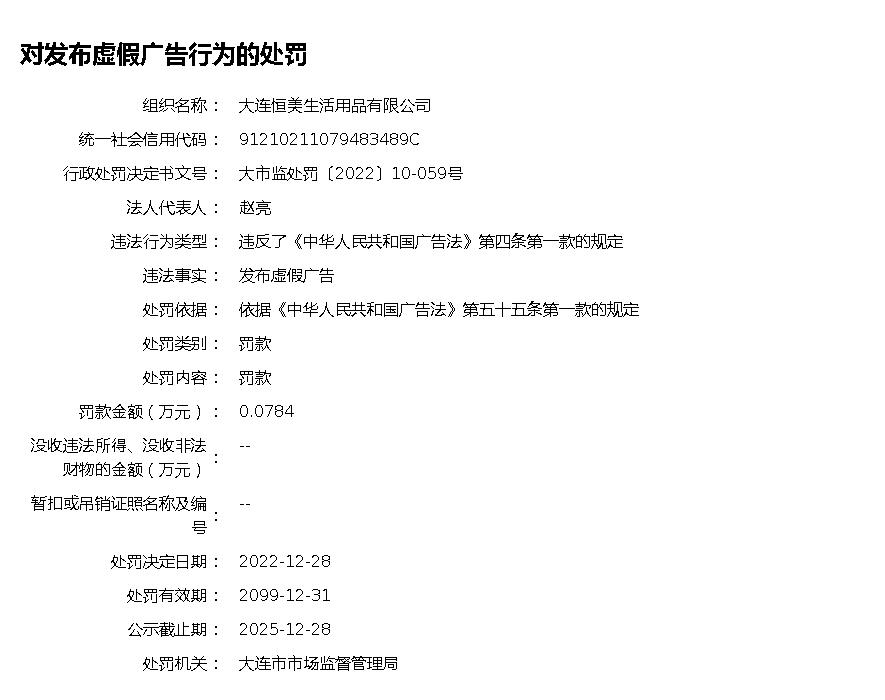 对发布虚假广告行为的处罚
组织名称： 大连恒美生活用品有限公司
统一社会信用代码： 91210211079483489C
行政处罚决定书文号： 大市监处罚〔2022〕10-059号
法人代表人： 赵亮
违法行为类型： 违反了《中华人民共和国广告法》第四条第一款的规定
违法事实： 发布虚假广告
处罚依据： 依据《中华人民共和国广告法》第五十五条第一款的规定
处罚类别： 罚款
处罚内容： 罚款
罚款金额（万元）： 0.0784
没收违法所得、没收非法
财物的金额（万元）： --
暂扣或吊销证照名称及编
号： --
处罚决定日期： 2022-12-28
处罚有效期： 2099-12-31
公示截止期： 2025-12-28
处罚机关： 大连市市场监督管理局